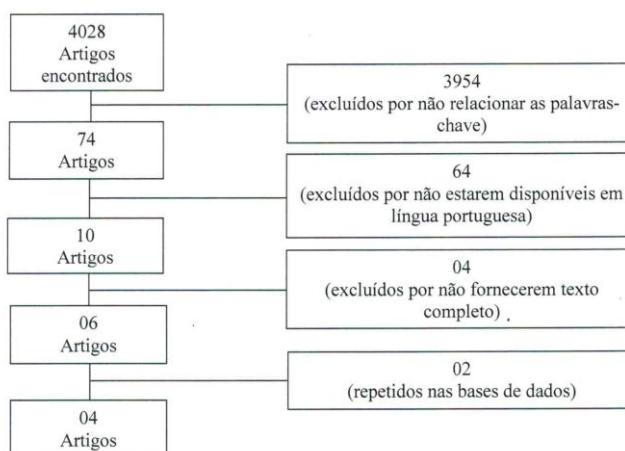 4028
Artigos
encontrados
3954
(excluídos por não relacionar as palavras-
chave)
74
Artigos
64
(excluídos por não estarem disponíveis em
língua portuguesa)
10
Artigos
04
(excluídos por não fornecerem texto
completo)
06
Artigos
02
(repetidos nas bases de dados)
04
Artigos